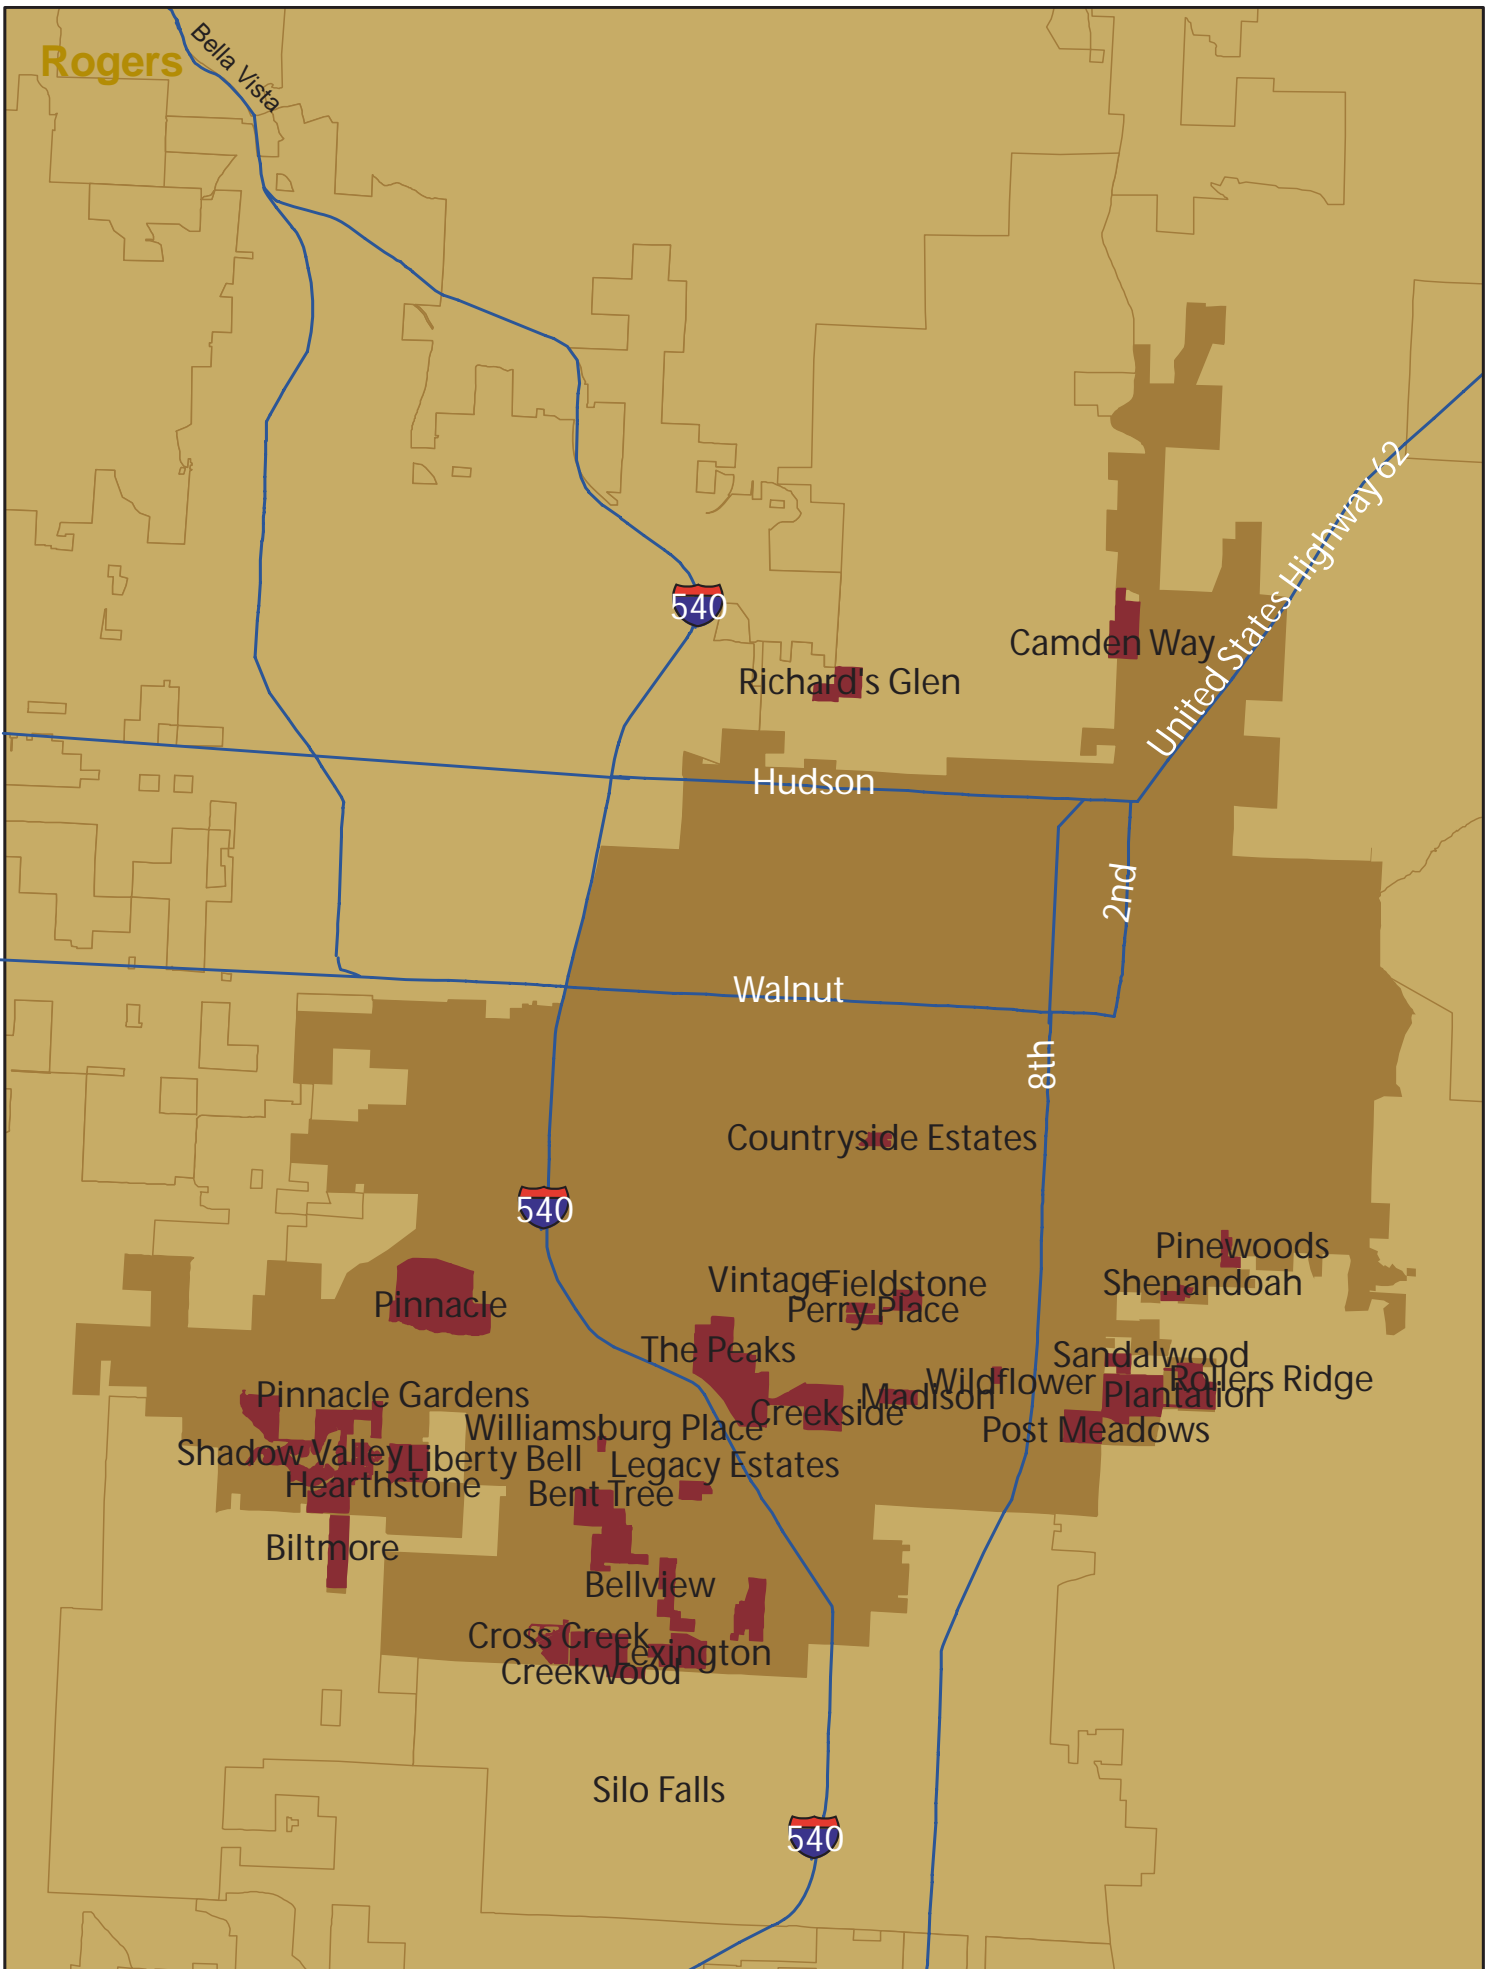 Rogers
Bella Vista
United States Highway 62
540
Camden Way
Richard's Glen
Hudson
2nd
Walnut
8th
Countryside Estates
540
Pinewoods
Vintage
Fieldstone
Shenandoah
Pinnacle
Perry Place
The Peaks
Sandalwood
Wildflower
Rollers Ridge
Pinnacle Gardens
Madison
Plantation
Creekside
Williamsburg Place
Post Meadows
Shadow Valley
Liberty Bell
Legacy Estates
Hearthstone
Bent Tree
Biltmore
Bellview
Cross Creek
Lexington
Creekwood
Silo Falls
540